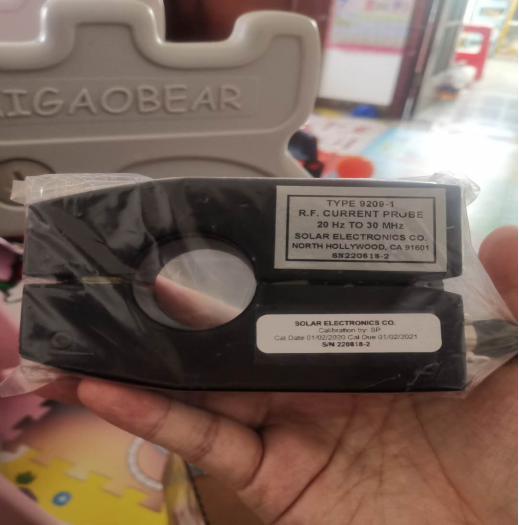 IGAOBEAR
TYPE 9209-1
R.F. CURRENT PROBE
20 Hz TO 30 MHz
SOLAR ELECTRONICS CO.
NORTH HOLLYWOOD, CA 91601
SN220618-2
SOLAR ELECTRONICS CO.
Calibration by: SP
Cal Date 01/02/2020 Cal Due 01/02/2021
S/N 220618-2